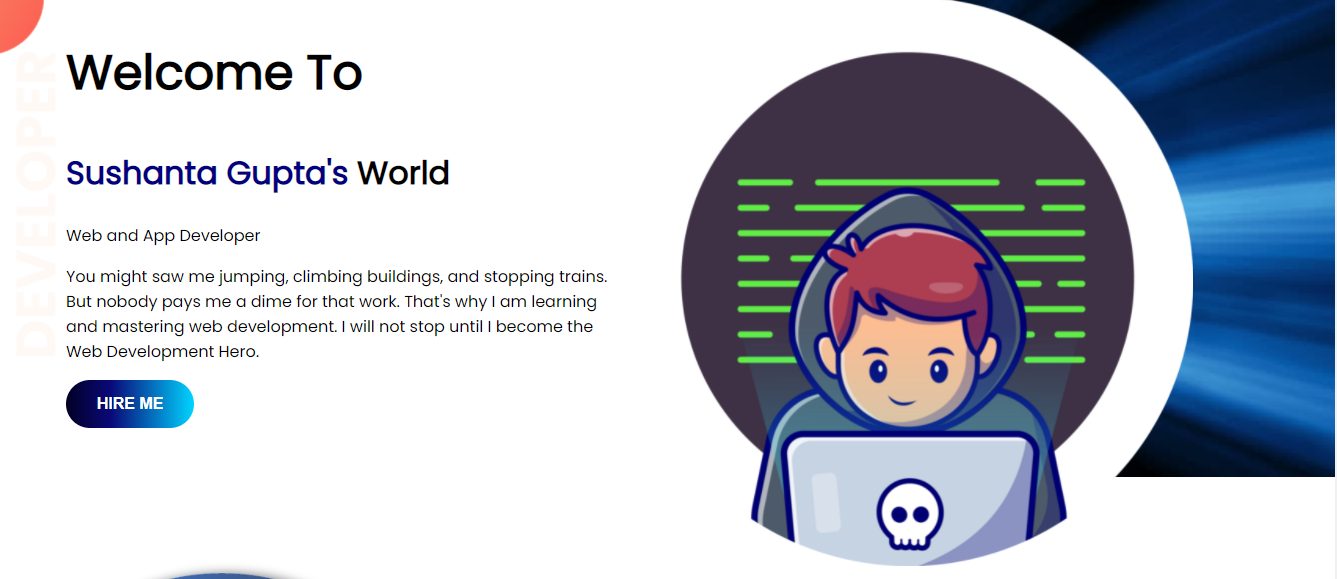 DEVELOPER
Welcome To
Sushanta Gupta's World
Web and App Developer
You might saw me jumping, climbing buildings, and stopping trains.
But nobody pays me a dime for that work. That's why I am learning
and mastering web development. I will not stop until I become the
Web Development Hero.
HIRE ME